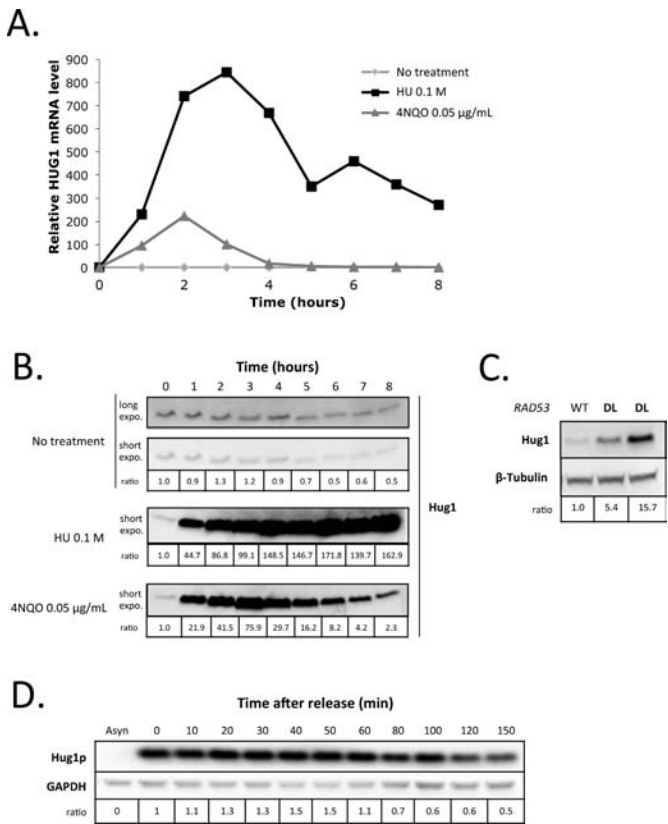 A.
Relative HUG1 mRNA level
900
800
700
600
500
400
300
200
100
0
No treatment
HU 0.1 M
4NQO 0.05 µg/mL
0 2 4 6 8
Time (hours)
B.
Time (hours)
0 1 2 3 4 5 6 7 8
No treatment
long expo.
short expo.
ratio 1.0 0.9 1.3 1.2 0.9 0.7 0.5 0.6 0.5
HU 0.1 M
short expo.
ratio 1.0 44.7 86.8 99.1 148.5 146.7 171.8 139.7 162.9
4NQO 0.05 µg/mL
short expo.
ratio 1.0 21.9 41.5 75.9 29.7 16.2 8.2 4.2 2.3
Hug1
C.
RAD53 WT DL DL
Hug1
β-Tubulin
ratio 1.0 5.4 15.7
D.
Time after release (min)
Asyn 0 10 20 30 40 50 60 80 100 120 150
Hug1p
GAPDH
ratio 0 1 1.1 1.3 1.3 1.5 1.5 1.1 0.7 0.6 0.6 0.5